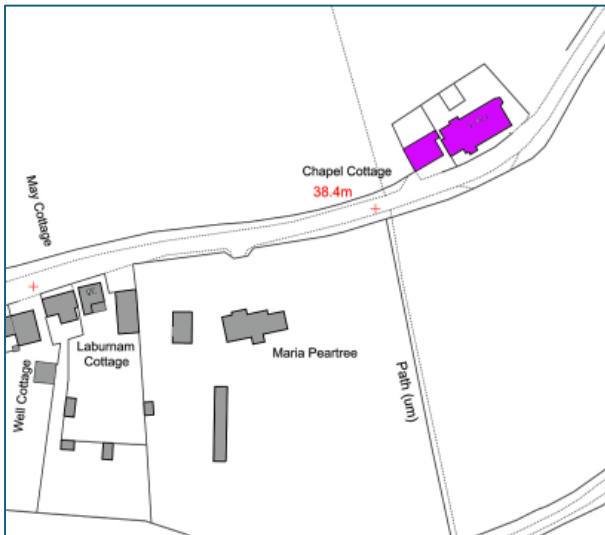 Chapel Cottage
38.4m
May Cottage
Laburnam
Cottage
Maria Peartree
Well Cottage
Path (um)